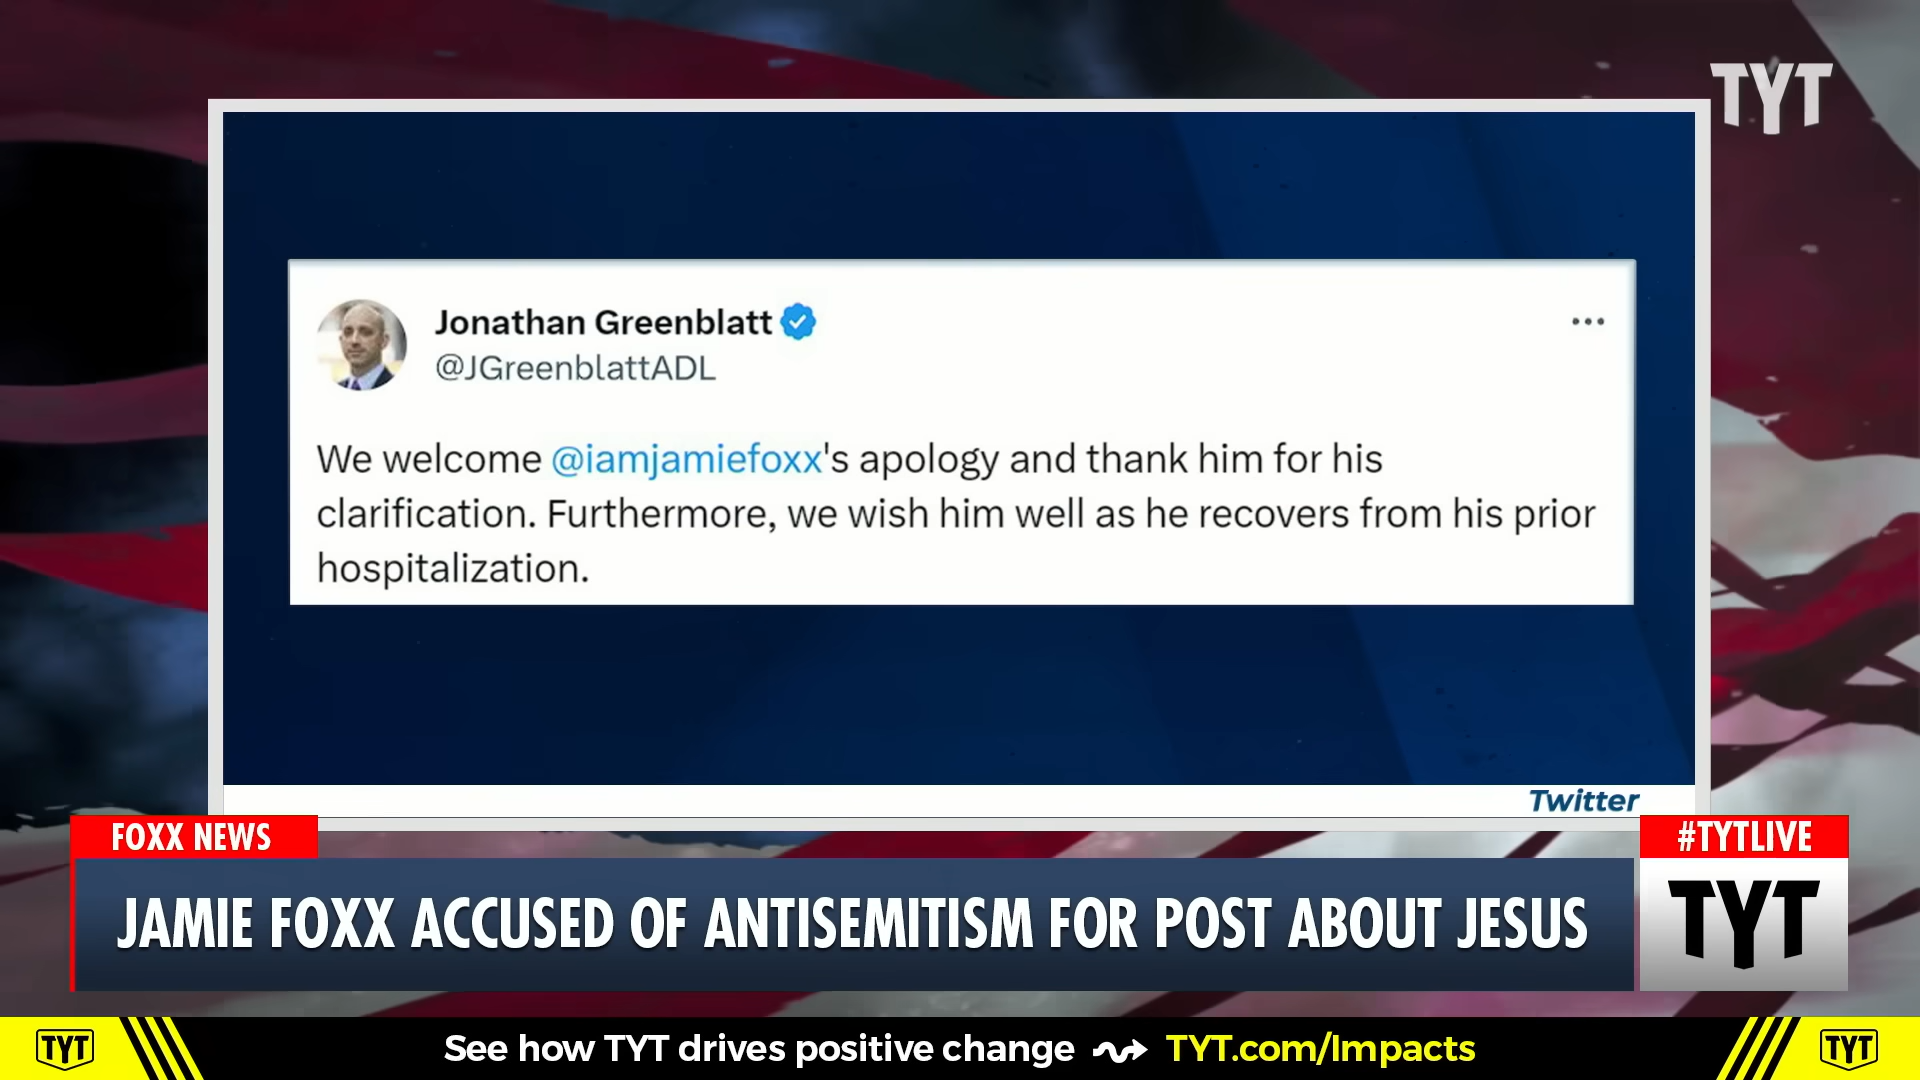 TYT
Jonathan Greenblatt
@JGreenblattADL
We welcome @iamjamiefoxx's apology and thank him for his
clarification. Furthermore, we wish him well as he recovers from his prior
hospitalization.
Twitter
FOXX NEWS
#TYTLIVE
JAMIE FOXX ACCUSED OF ANTISEMITISM FOR POST ABOUT JESUS
TYT
TYT
See how TYT drives positive change
TYT.com/Impacts
TYT